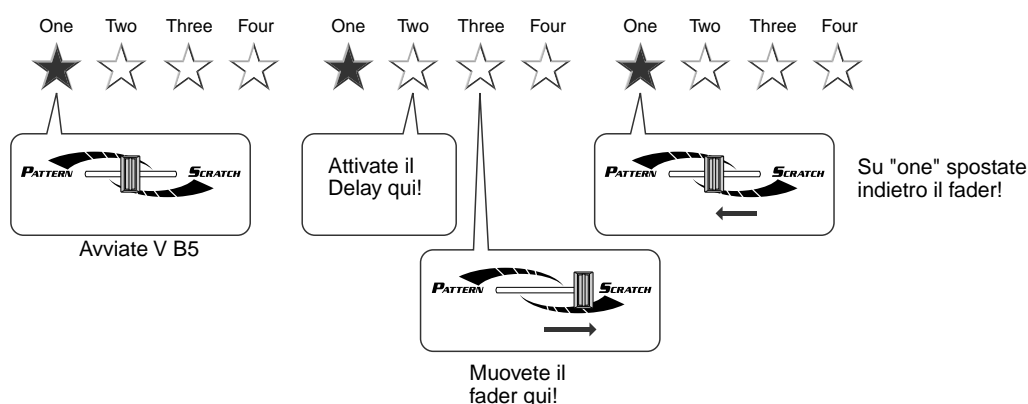 One Two Three Four One Two Three Four One Two Three Four
PATTERN SCRATCH
Avviate V B5
Attivate il
Delay qui!
PATTERN SCRATCH
Muovete il
fader qui!
PATTERN SCRATCH
Su "one" spostate
indietro il fader!